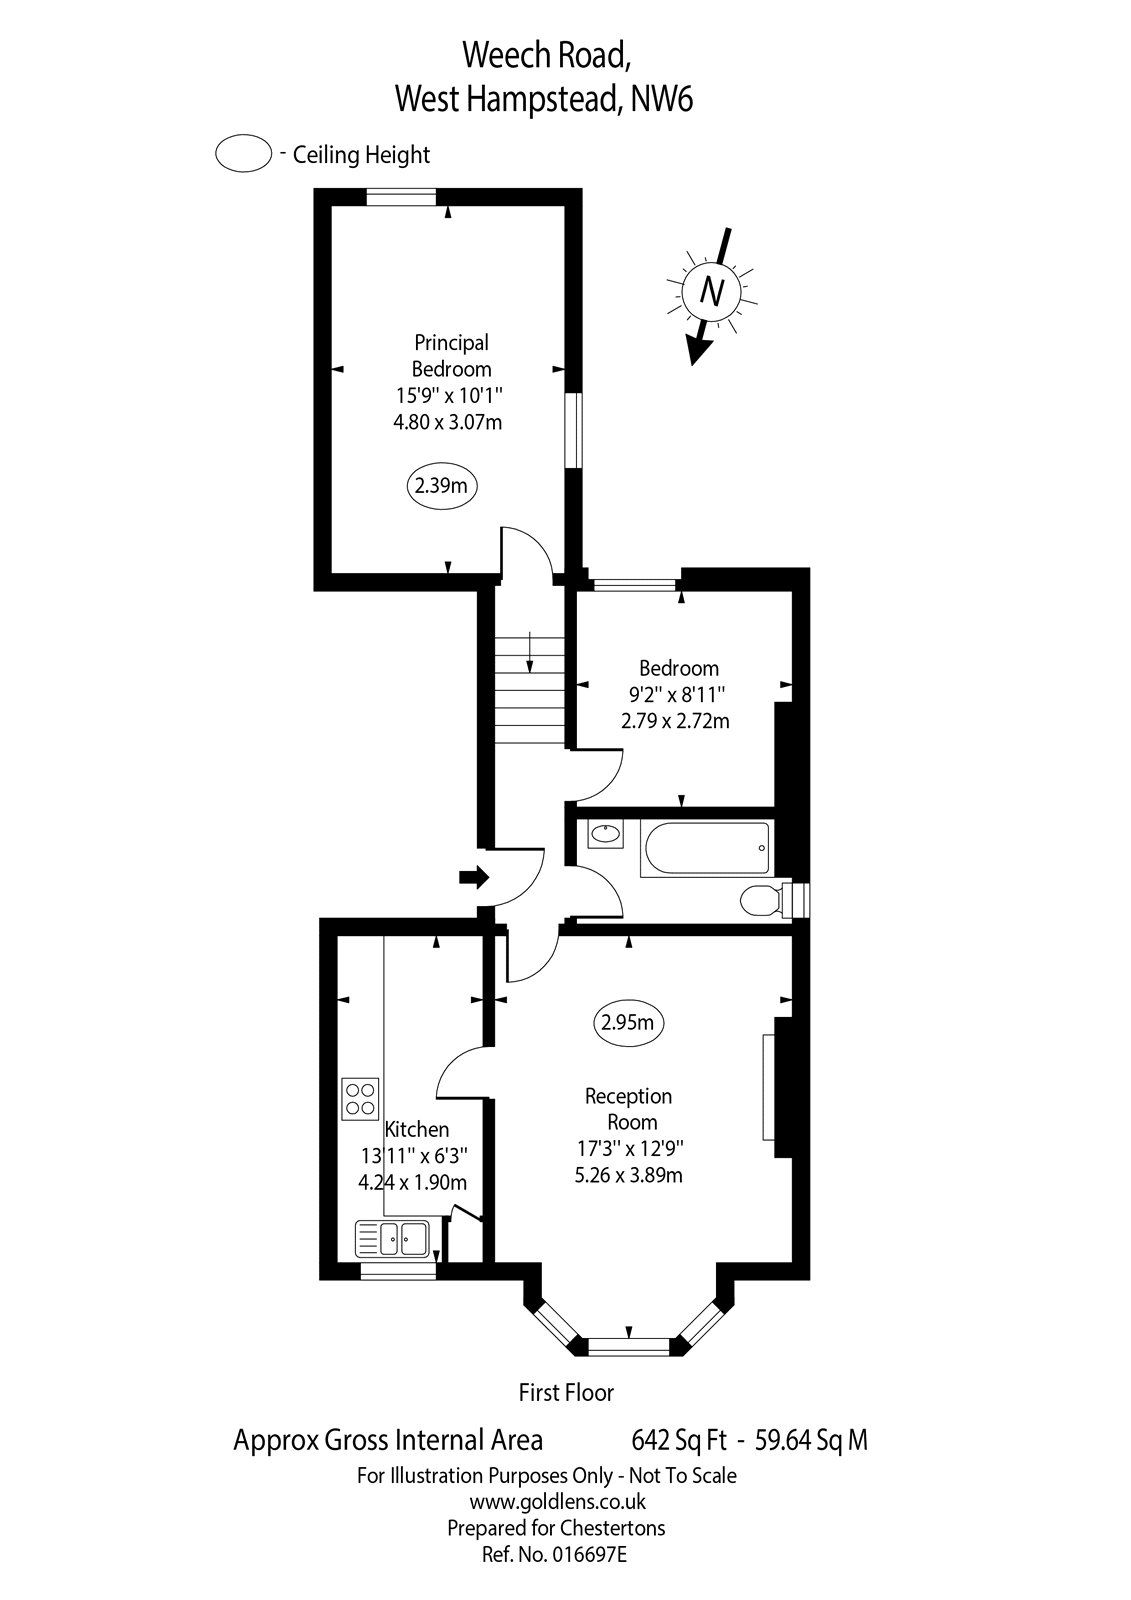 Weech Road,
West Hampstead, NW6
- Ceiling Height
N
Principal
Bedroom
15'9" x 10'1"
4.80 x 3.07m
2.39m
Bedroom
9'2" x 8'11"
2.79 x 2.72m
2.95m
Reception
Room
17'3" x 12'9"
5.26 x 3.89m
Kitchen
13'11" x 6'3"
4.24 x 1.90m
First Floor
Approx Gross Internal Area 642 Sq Ft - 59.64 Sq M
For Illustration Purposes Only - Not To Scale
www.goldlens.co.uk
Prepared for Chestertons
Ref. No. 016697E